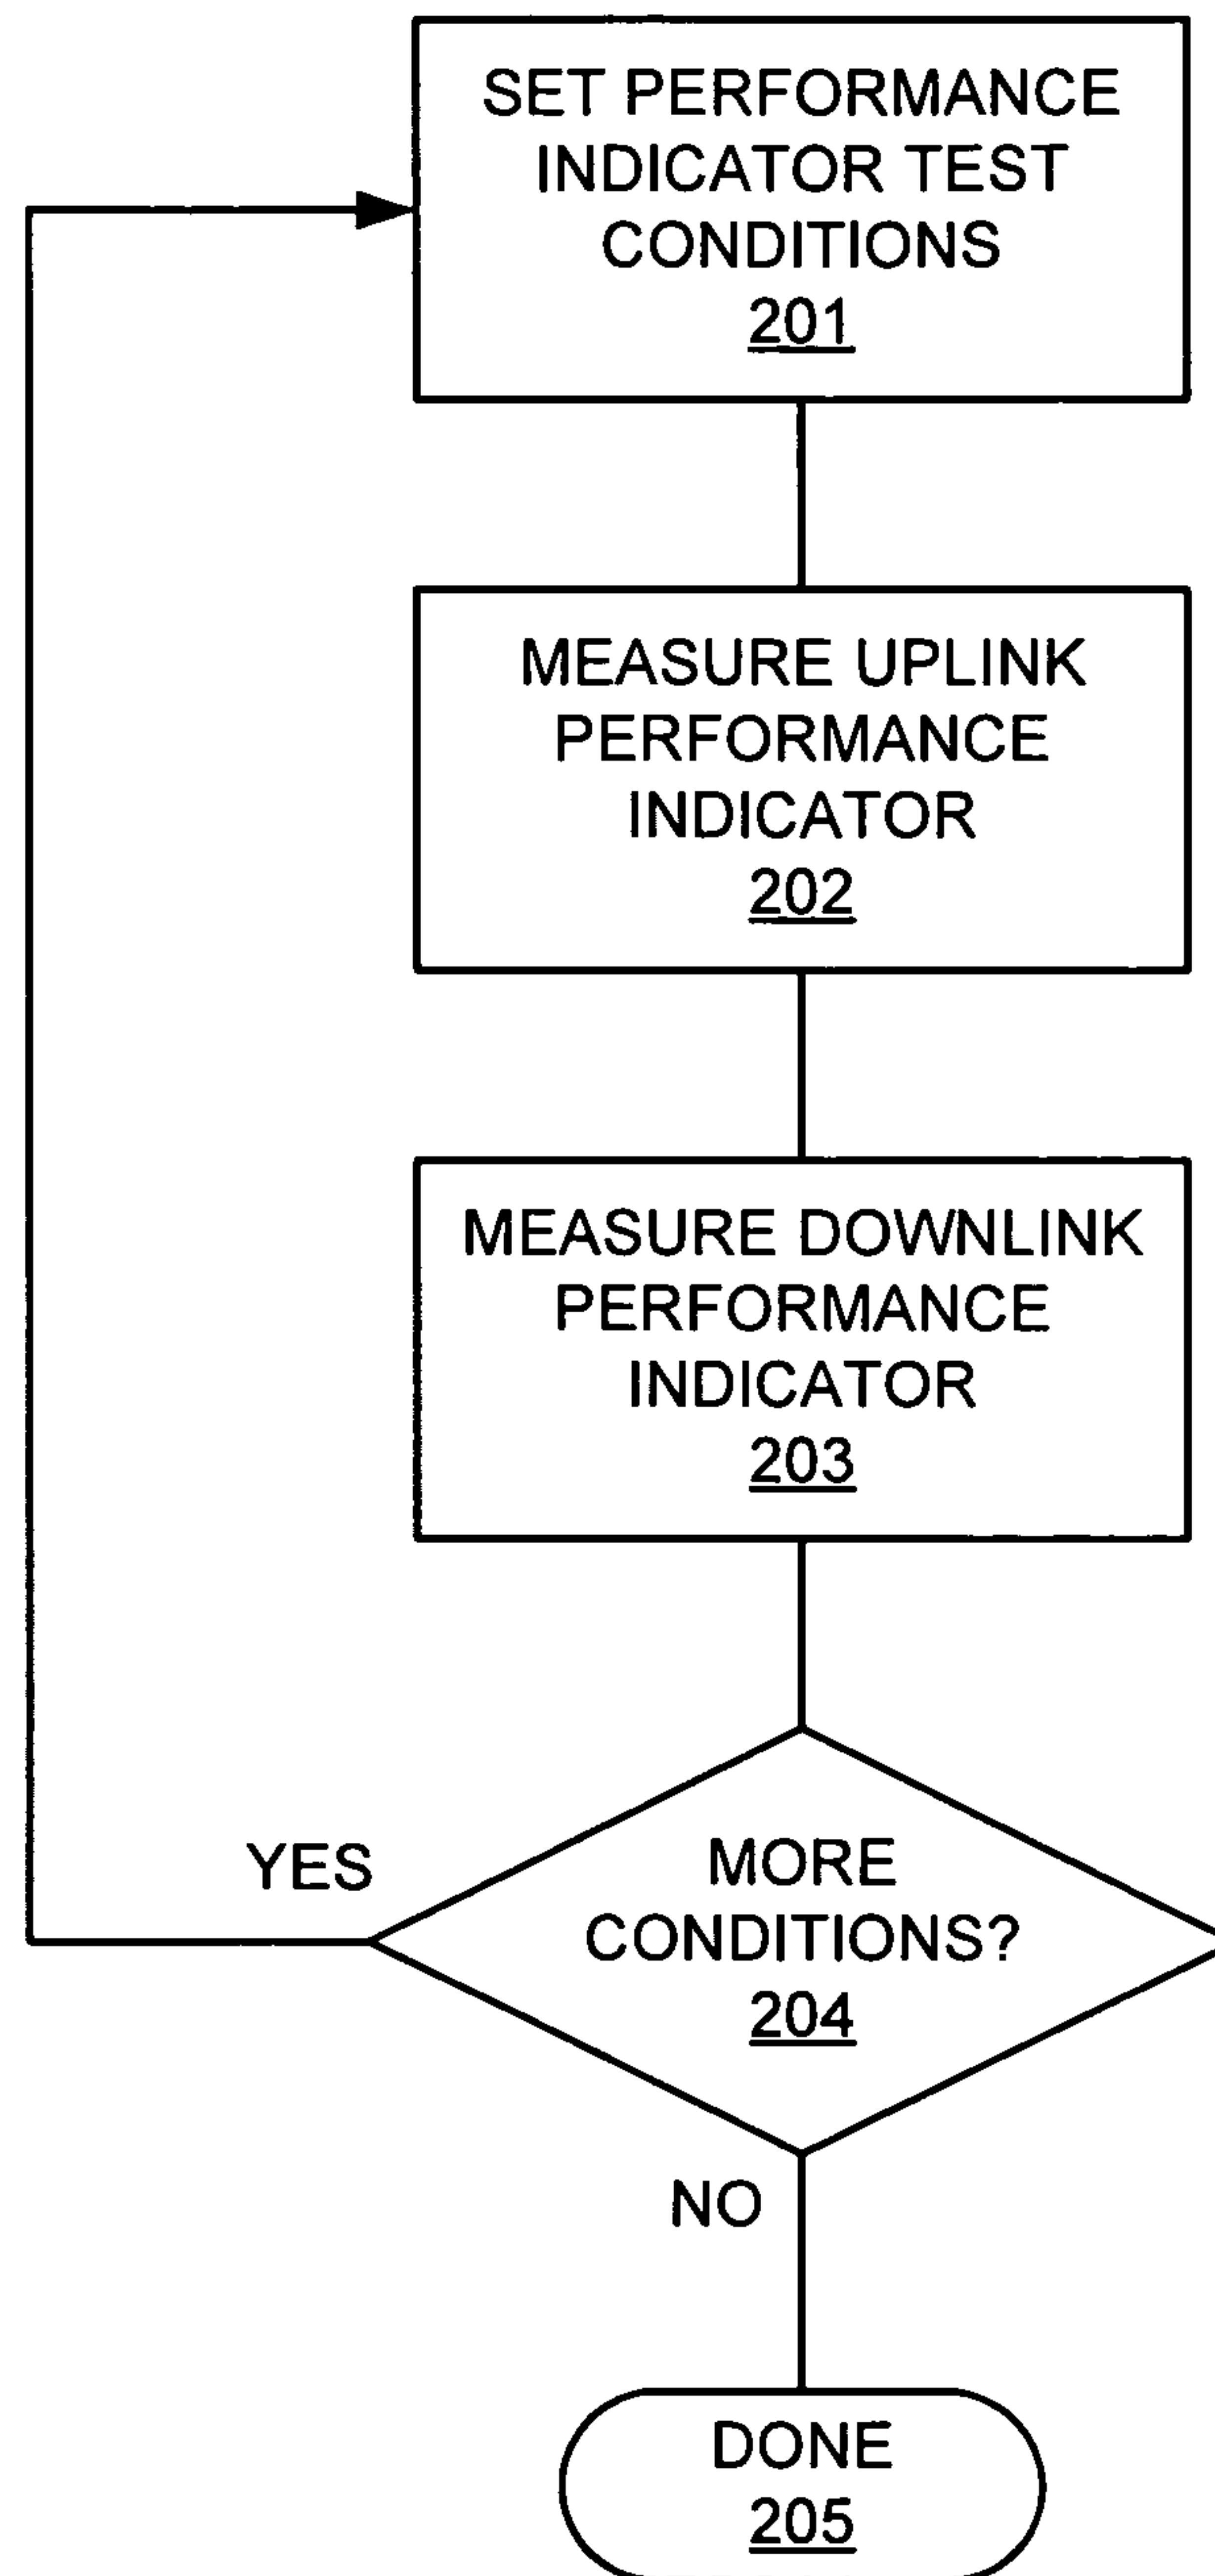 SET PERFORMANCE
INDICATOR TEST
CONDITIONS
201
MEASURE UPLINK
PERFORMANCE
INDICATOR
202
MEASURE DOWNLINK
PERFORMANCE
INDICATOR
203
YES
MORE
CONDITIONS?
204
NO
DONE
205